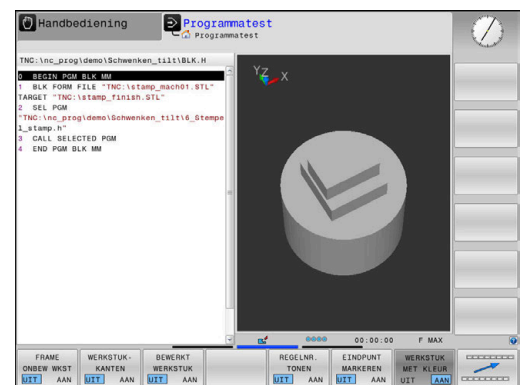 Handbediening
Programmatest
Programmatest
TNC:\nc_prog\demo\Schwenken_tilt\BLK.H
0 BEGIN PGM BLK MM
1 BLK FORM FILE "TNC:\stamp_mach01.STL"
TARGET "TNC:\stamp_finish.STL"
2 SEL PGM
"TNC:\nc_prog\demo\Schwenken_tilt\6_Stempe
l_stamp.h"
3 CALL SELECTED PGM
4 END PGM BLK MM
Y Z X
00:00:00 F MAX
FRAME
ONBEW WKST
UIT AAN
WERKSTUK-
KANTEN
UIT AAN
BEWERKT
WERKSTUK
UIT AAN
REGELNR.
TONEN
UIT AAN
EINDPUNT
MARKEREN
UIT AAN
WERKSTUK
MET KLEUR
UIT AAN